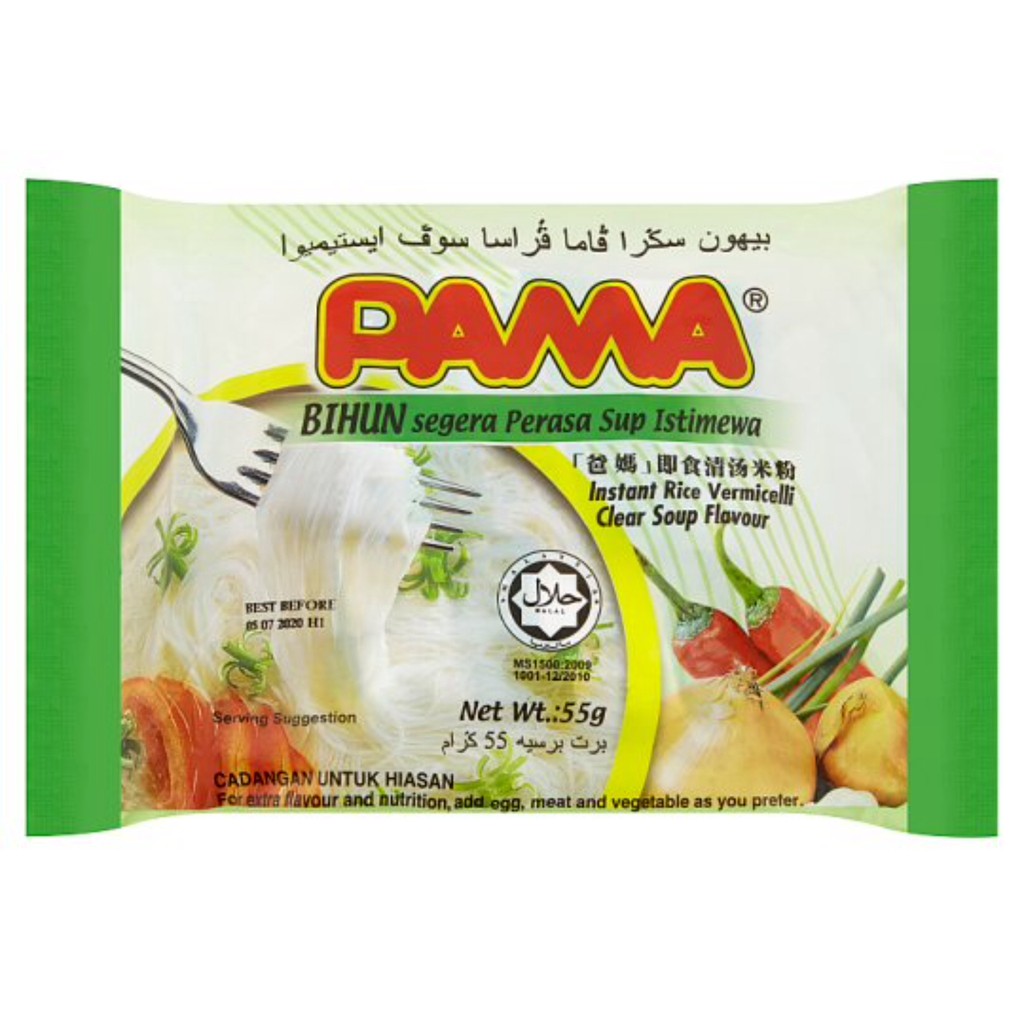 بيهون سݢرا ڤاما ڤراسا سوڤ ايستيميوا
PAMA®
BIHUN segera Perasa Sup Istimewa
「爸媽」即食清汤米粉
Instant Rice Vermicelli
Clear Soup Flavour
حلال
HALAL
MS1500:2009
1001-12/2010
BEST BEFORE
05 07 2020 H1
Net Wt.:55g
برت برسيه 55 ݢرام
Serving Suggestion
CADANGAN UNTUK HIASAN
For extra flavour and nutrition, add egg, meat and vegetable as you prefer.